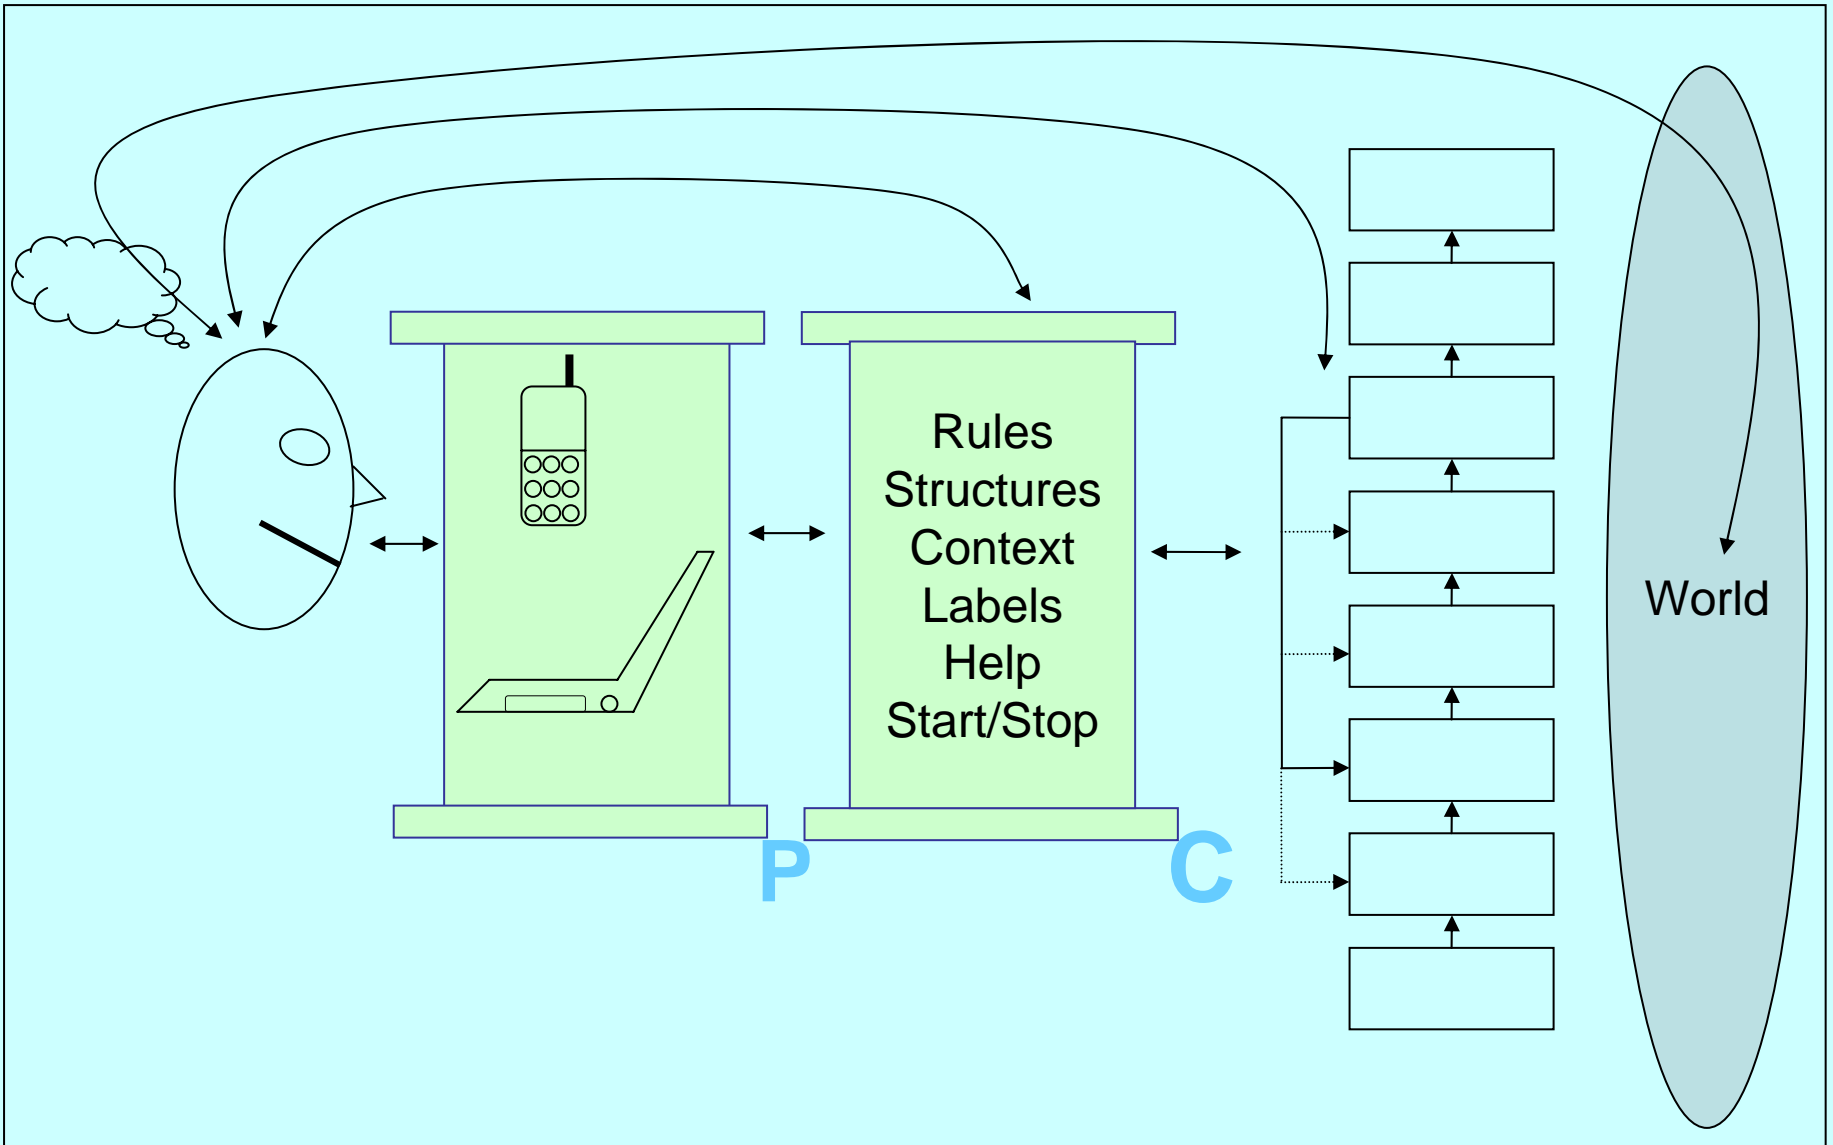 Rules
Structures
Context
Labels
Help
Start/Stop
World
P
C